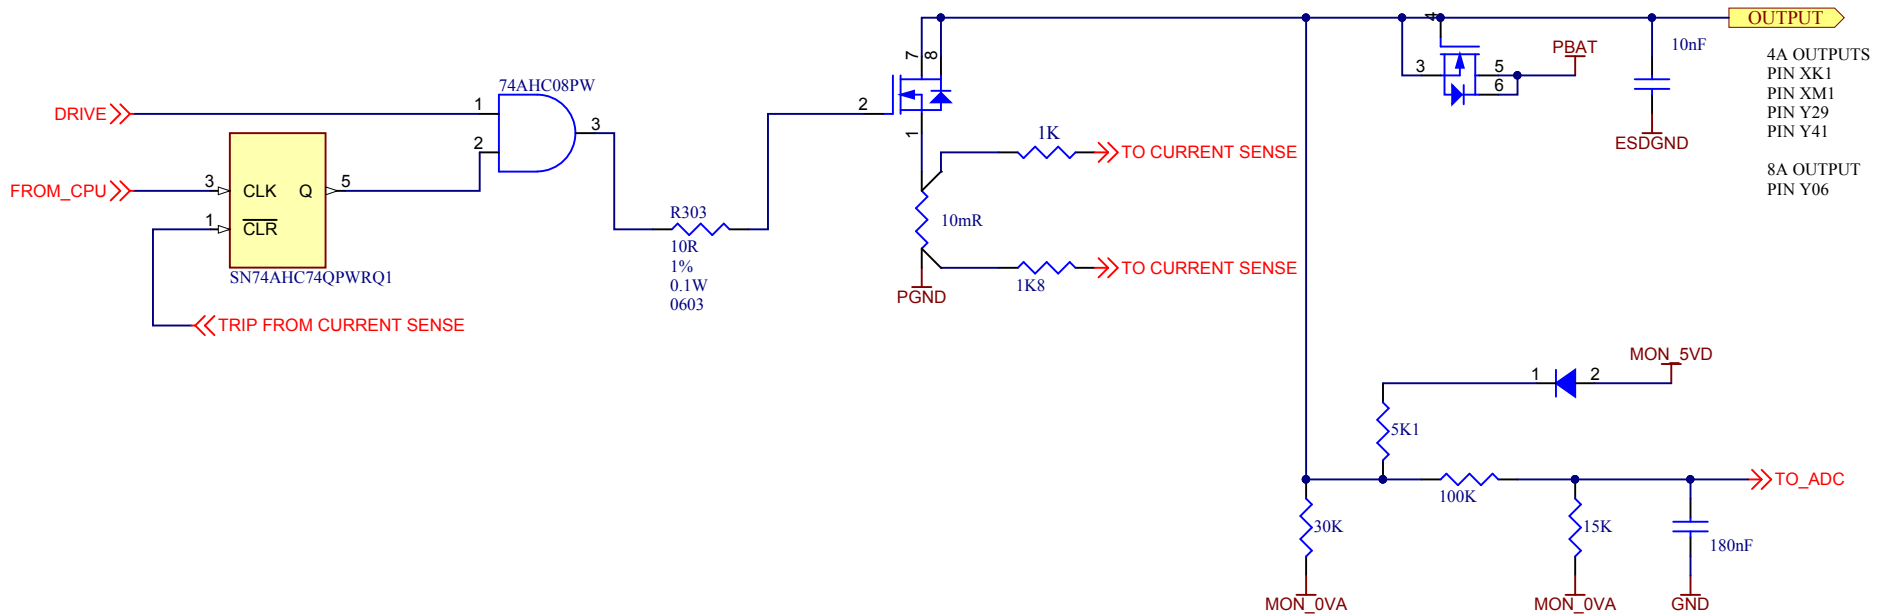 OUTPUT
4A OUTPUTS
PIN XK1
PIN XM1
PIN Y29
PIN Y41
8A OUTPUT
PIN Y06
10nF
ESDGND
PBAT
4
3
5
6
7
8
2
1
74AHC08PW
DRIVE
1
2
3
FROM_CPU
3
CLK
Q
5
1
CLR
SN74AHC74QPWRQ1
TRIP FROM CURRENT SENSE
R303
10R
1%
0.1W
0603
1K
TO CURRENT SENSE
10mR
TO CURRENT SENSE
1K8
PGND
MON_5VD
1
2
5K1
100K
TO_ADC
30K
15K
180nF
MON_0VA
MON_0VA
GND